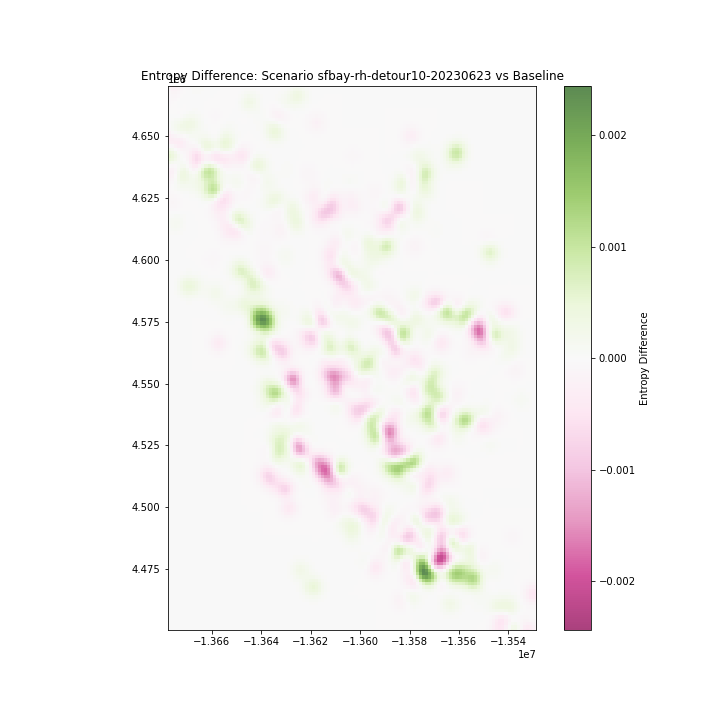 Entropy Difference: Scenario sfbay-rh-detour10-20230623 vs Baseline
1e6
4.650
4.625
4.600
4.575
4.550
4.525
4.500
4.475
−1.366 −1.364 −1.362 −1.360 −1.358 −1.356 −1.354
1e7
0.002
0.001
0.000
−0.001
−0.002
Entropy Difference